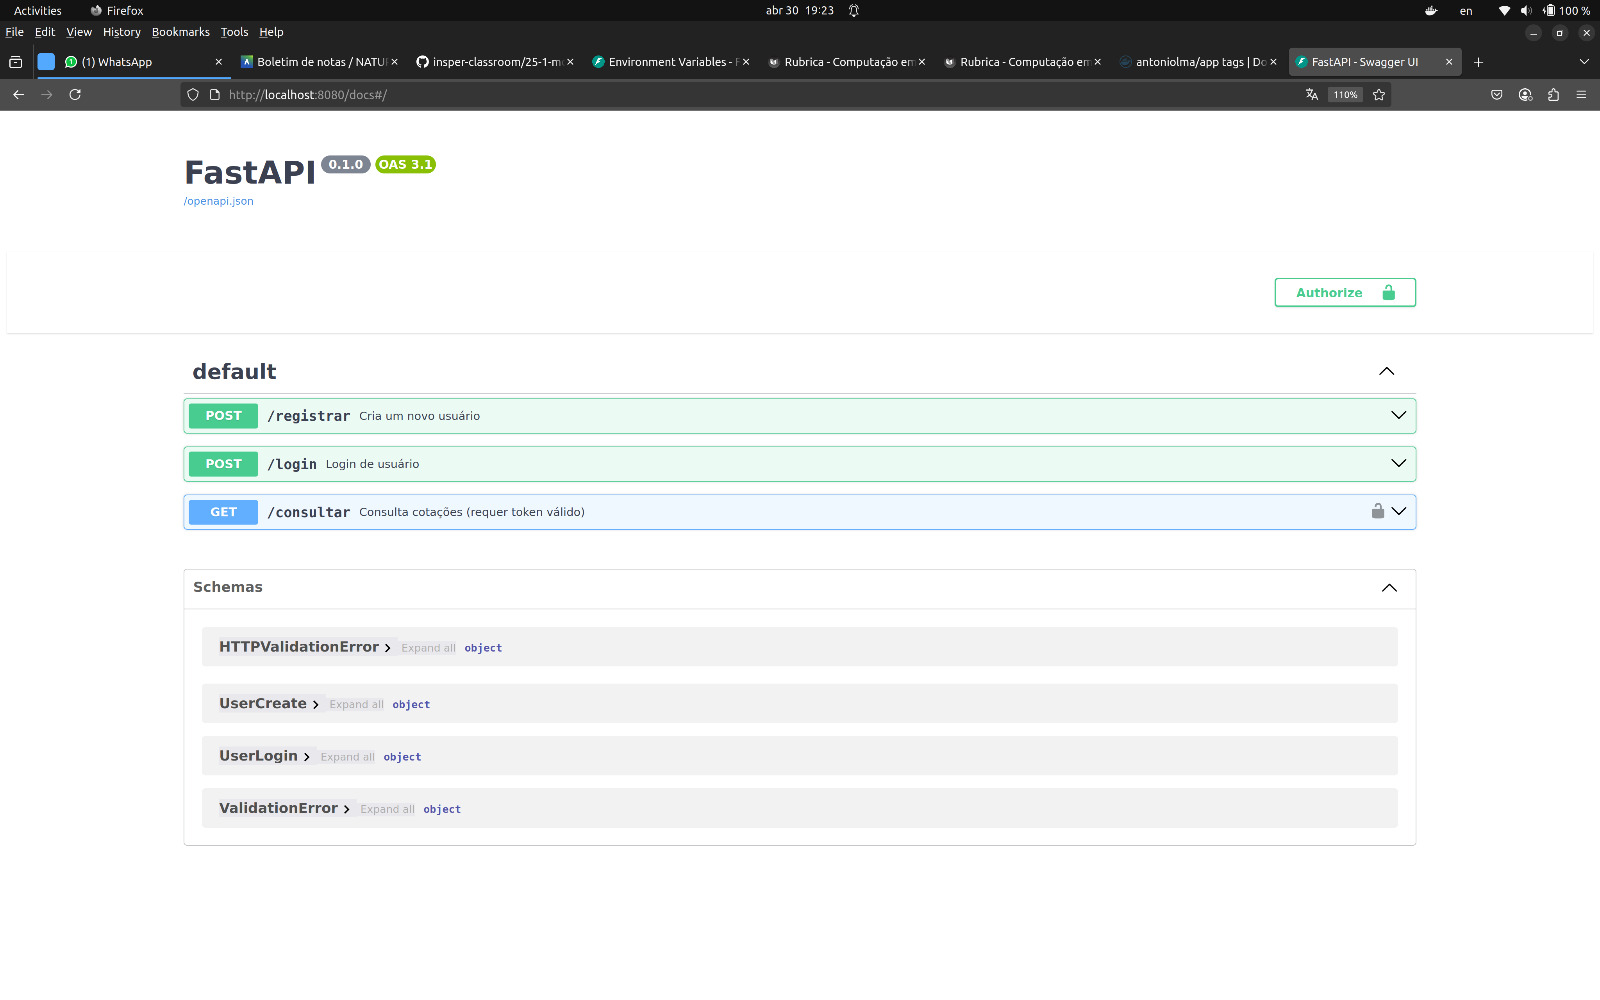 Activities Firefox abr 30 19:23 en 100 %
File Edit View History Bookmarks Tools Help
(1) WhatsApp Boletim de notas / NATUR insper-classroom/25-1-m Environment Variables - F Rubrica - Computação em Rubrica - Computação em antoniolma/app tags | Do FastAPI - Swagger UI
http://localhost:8080/docs#/ 110%
FastAPI 0.1.0 OAS 3.1
/openapi.json
Authorize
default
POST /registrar Cria um novo usuário
POST /login Login de usuário
GET /consultar Consulta cotações (requer token válido)
Schemas
HTTPValidationError Expand all object
UserCreate Expand all object
UserLogin Expand all object
ValidationError Expand all object